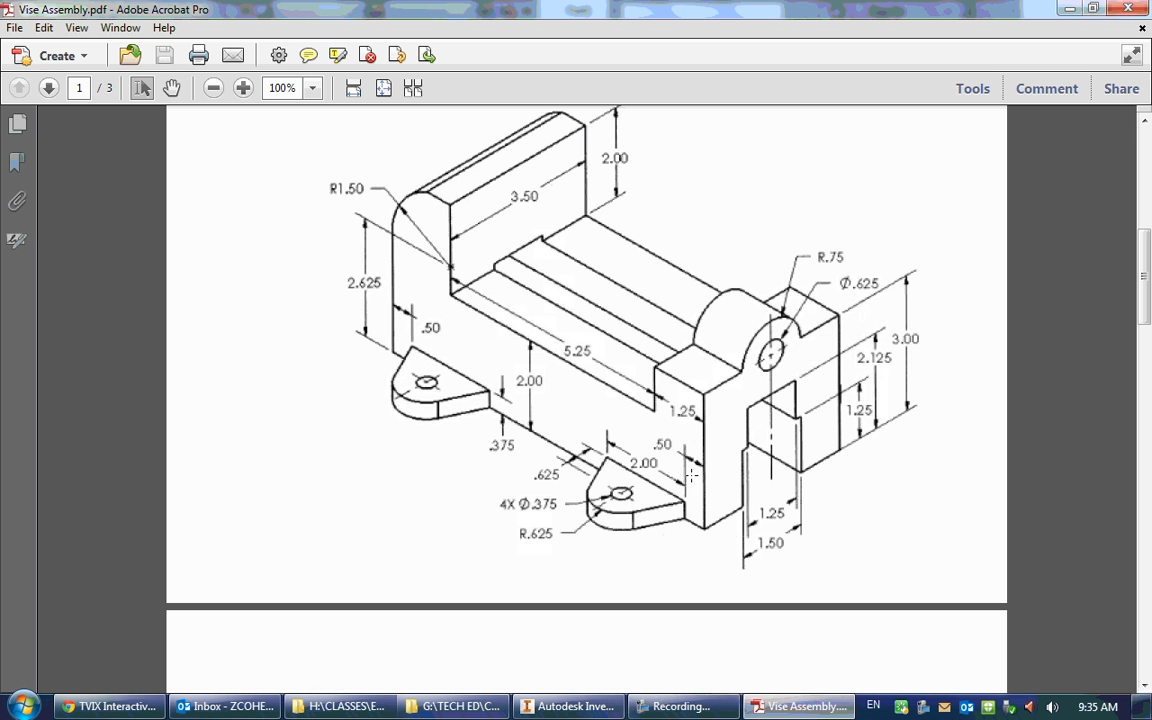 Vise Assembly.pdf - Adobe Acrobat Pro
File Edit View Window Help
Create
1 / 3 100% Tools Comment Share
2.00
R1.50
3.50
R.75
Ø.625
2.625
.50
3.00
2.125
5.25
2.00
1.25
1.25
.375
.50
2.00
.625
4X Ø.375
1.25
R.625
1.50
TVIX Interactiv... Inbox - ZCOHE... H:\CLASSES\E... G:\TECH ED\C... Autodesk Inve... Recording... Vise Assembly.... EN 9:35 AM